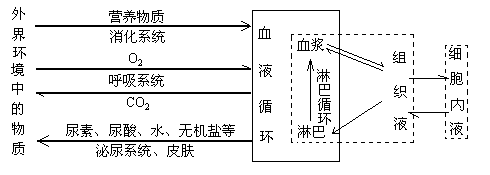 外界环境中的物质
营养物质
消化系统
O₂
呼吸系统
CO₂
尿素、尿酸、水、无机盐等
泌尿系统、皮肤
血液循环
血浆
淋巴循环
淋巴
组织液
细胞内液